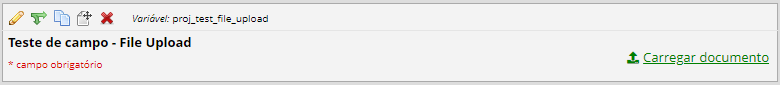 Variável: proj_test_file_upload
Teste de campo - File Upload
* campo obrigatório
Carregar documento